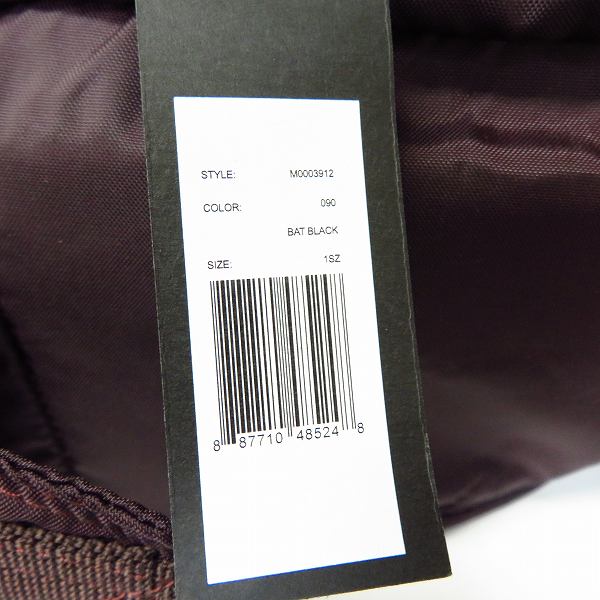 STYLE: M0003912
COLOR: 090
BAT BLACK
SIZE: 1SZ
8 87710 48524 8